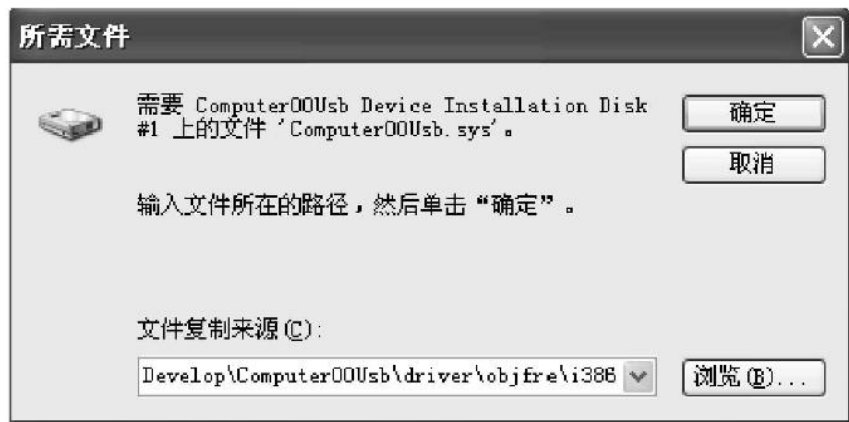 所需文件
需要 Computer00Usb Device Installation Disk
#1 上的文件 'Computer00Usb.sys'。
确定
取消
输入文件所在的路径，然后单击“确定”。
文件复制来源(C):
Develop\Computer00Usb\driver\objfre\i386
浏览(B)...